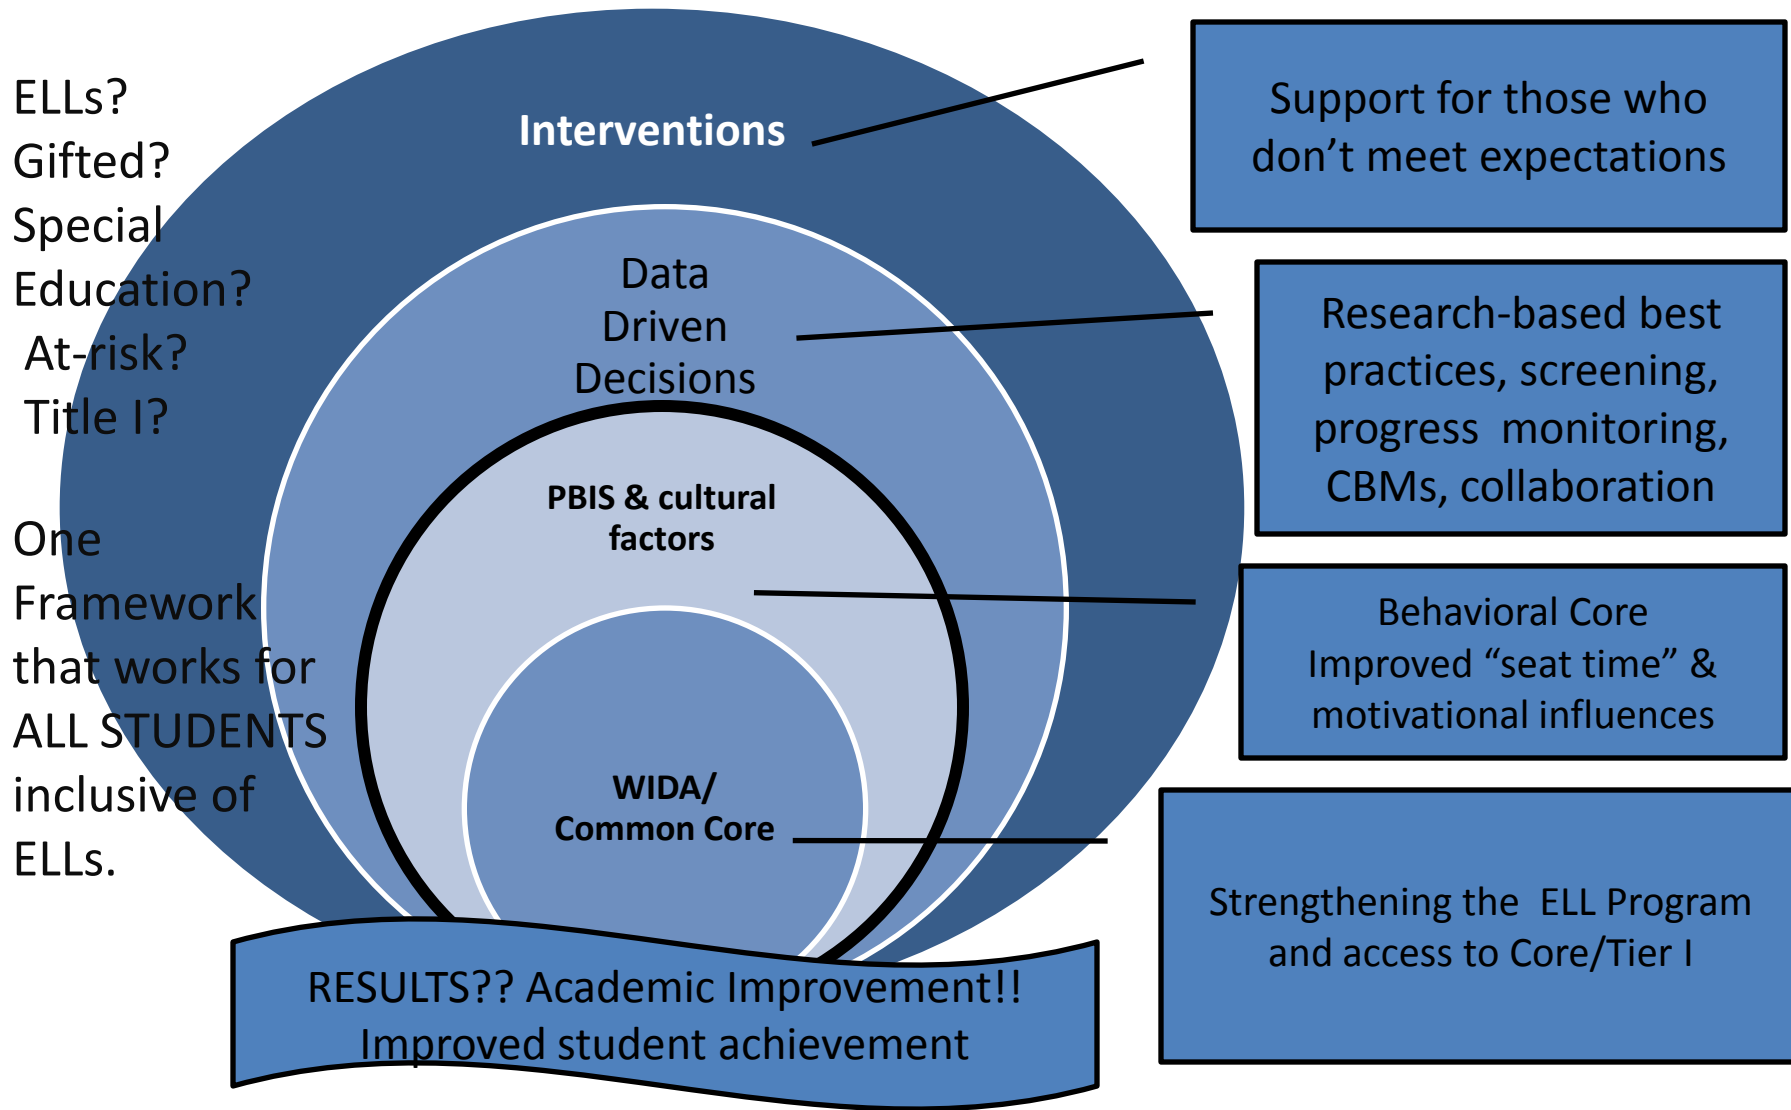 ELLs?
Gifted?
Special
Education?
At-risk?
Title I?
One
Framework
that works for
ALL STUDENTS
inclusive of
ELLs.
Interventions
Data
Driven
Decisions
PBIS & cultural
factors
WIDA/
Common Core
Support for those who
don’t meet expectations
Research-based best
practices, screening,
progress monitoring,
CBMs, collaboration
Behavioral Core
Improved “seat time” &
motivational influences
Strengthening the ELL Program
and access to Core/Tier I
RESULTS?? Academic Improvement!!
Improved student achievement